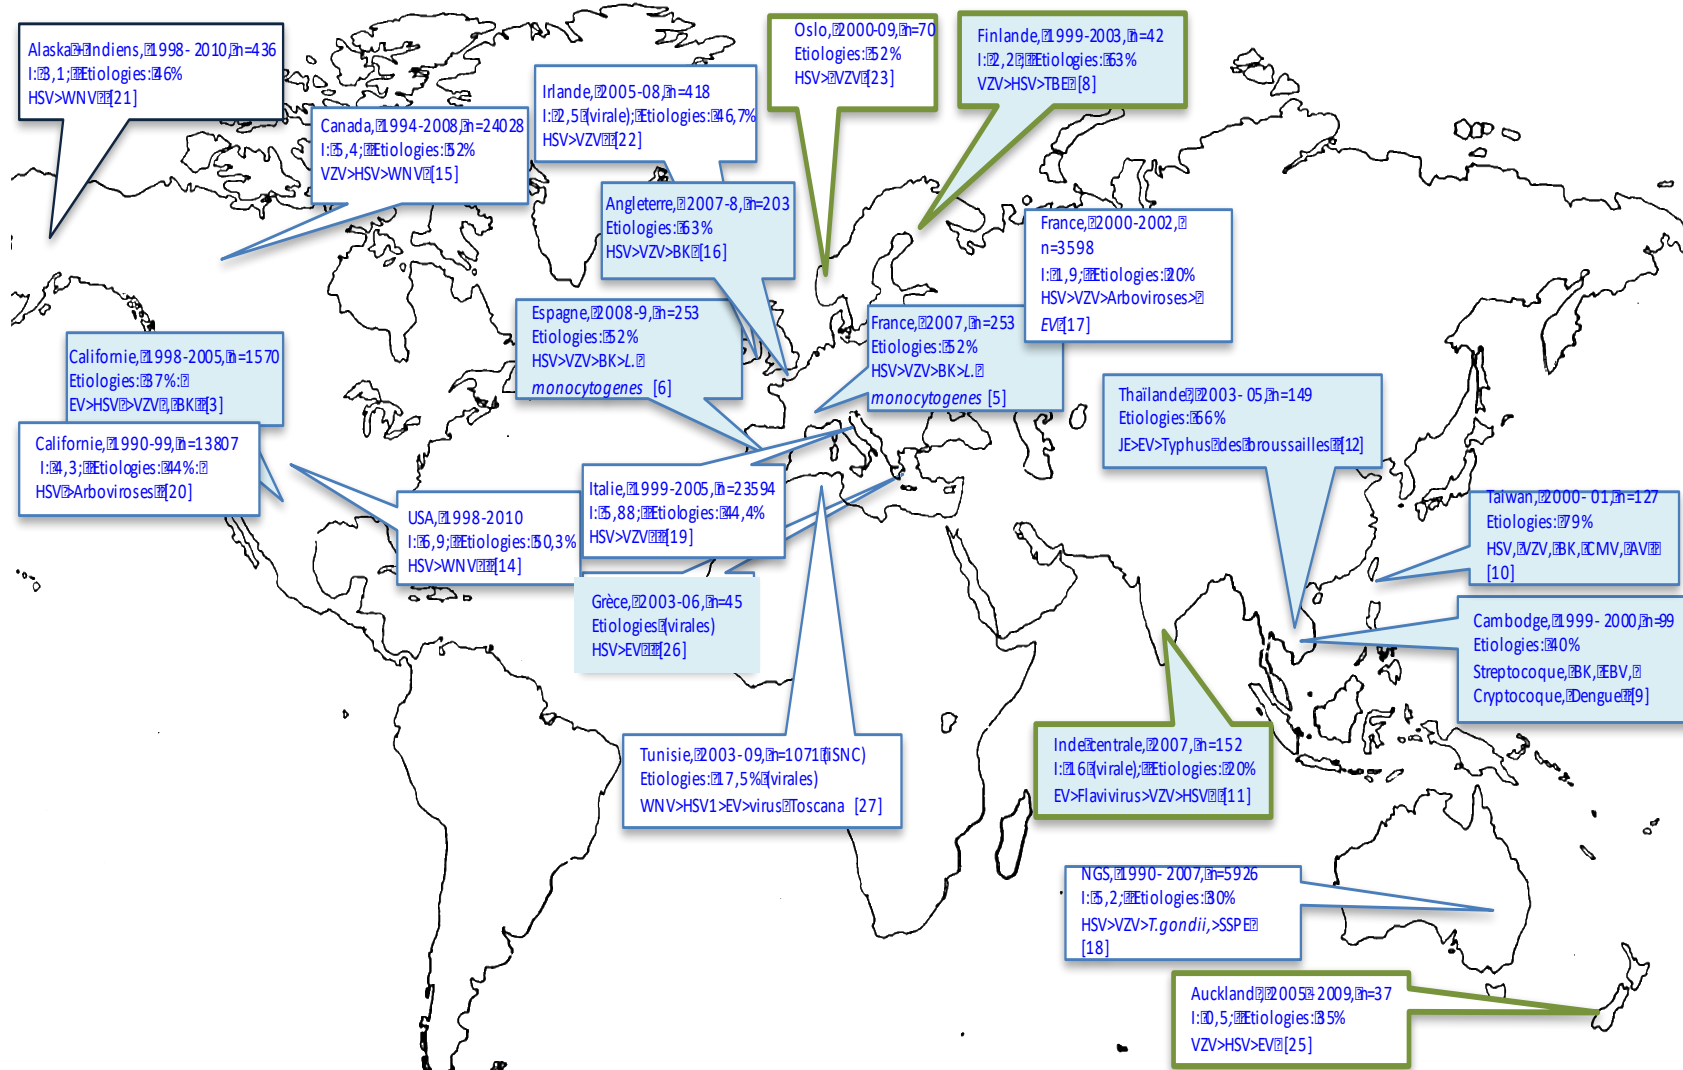 Alaska+Indiens, 1998- 2010, n=436
I: 3,1; Etiologies: 46%
HSV>WNV [21]
Oslo, 2000-09, n=70
Etiologies: 52%
HSV> VZV [23]
Finlande, 1999-2003, n=42
I: 2,2 ; Etiologies: 63%
VZV>HSV>TBE [8]
Irlande, 2005-08, n=418
I: 2,5 (virale); Etiologies: 46,7%
HSV>VZV [22]
Canada, 1994-2008, n=24028
I: 5,4; Etiologies: 52%
VZV>HSV>WNV [15]
Angleterre, 2007-8, n=203
Etiologies: 63%
HSV>VZV>BK [16]
France, 2000-2002,
n=3598
I: 1,9; Etiologies: 20%
HSV>VZV>Arboviroses>
EV [17]
Espagne, 2008-9, n=253
Etiologies: 52%
HSV>VZV>BK>L.
monocytogenes [6]
France, 2007, n=253
Etiologies: 52%
HSV>VZV>BK>L.
monocytogenes [5]
Californie, 1998-2005, n=1570
Etiologies: 37%:
EV>HSV >VZV, BK [3]
Californie, 1990-99, n=13807
I: 4,3; Etiologies: 44%:
HSV >Arboviroses [20]
Thaïlande, 2003- 05, n=149
Etiologies: 66%
JE>EV>Typhus des broussailles [12]
USA, 1998-2010
I: 6,9; Etiologies: 50,3%
HSV>WNV [14]
Italie, 1999-2005, n=23594
I: 5,88; Etiologies: 44,4%
HSV>VZV [19]
Taiwan, 2000- 01, n=127
Etiologies: 79%
HSV, VZV, BK, CMV, AV
[10]
Grèce, 2003-06, n=45
Etiologies (virales)
HSV>EV [26]
Cambodge, 1999- 2000, n=99
Etiologies: 40%
Streptocoque, BK, EBV,
Cryptocoque, Dengue [9]
Tunisie, 2003-09, n=1071 (iSNC)
Etiologies: 17,5% (virales)
WNV>HSV1>EV>virus Toscana [27]
Inde centrale, 2007, n=152
I: 16 (virale); Etiologies: 20%
EV>Flavivirus>VZV>HSV [11]
NGS, 1990- 2007, n=5926
I: 5,2; Etiologies: 30%
HSV>VZV>T.gondii,>SSPE
[18]
Auckland, 2005 - 2009, n=37
I: 0,5; Etiologies: 35%
VZV>HSV>EV [25]